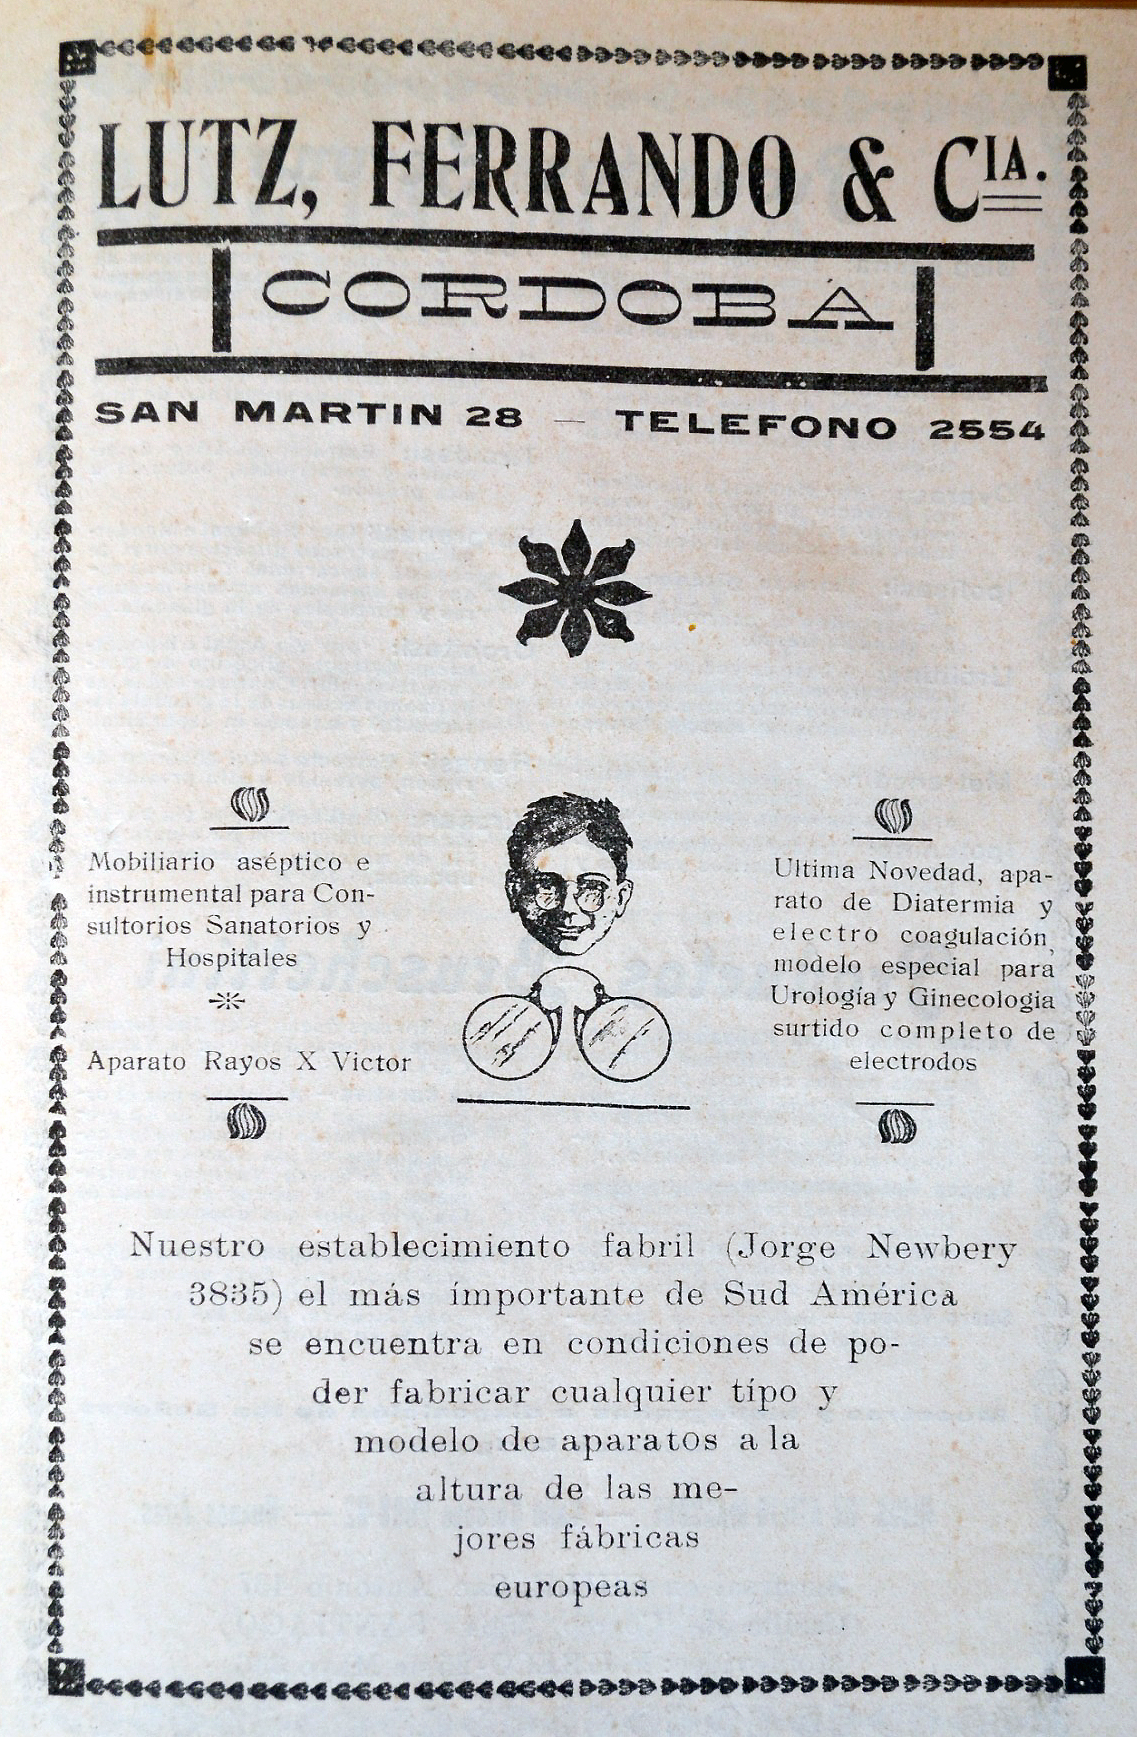 LUTZ, FERRANDO & CIA.
CORDOBA
SAN MARTIN 28 — TELEFONO 2554
Mobiliario aséptico e
instrumental para Con-
sultorios Sanatorios y
Hospitales
Aparato Rayos X Victor
Ultima Novedad, apa-
rato de Diatermia y
electro coagulación,
modelo especial para
Urología y Ginecologia
surtido completo de
electrodos
Nuestro establecimiento fabril (Jorge Newbery
3835) el más importante de Sud América
se encuentra en condiciones de po-
der fabricar cualquier típo y
modelo de aparatos a la
altura de las me-
jores fábricas
europeas